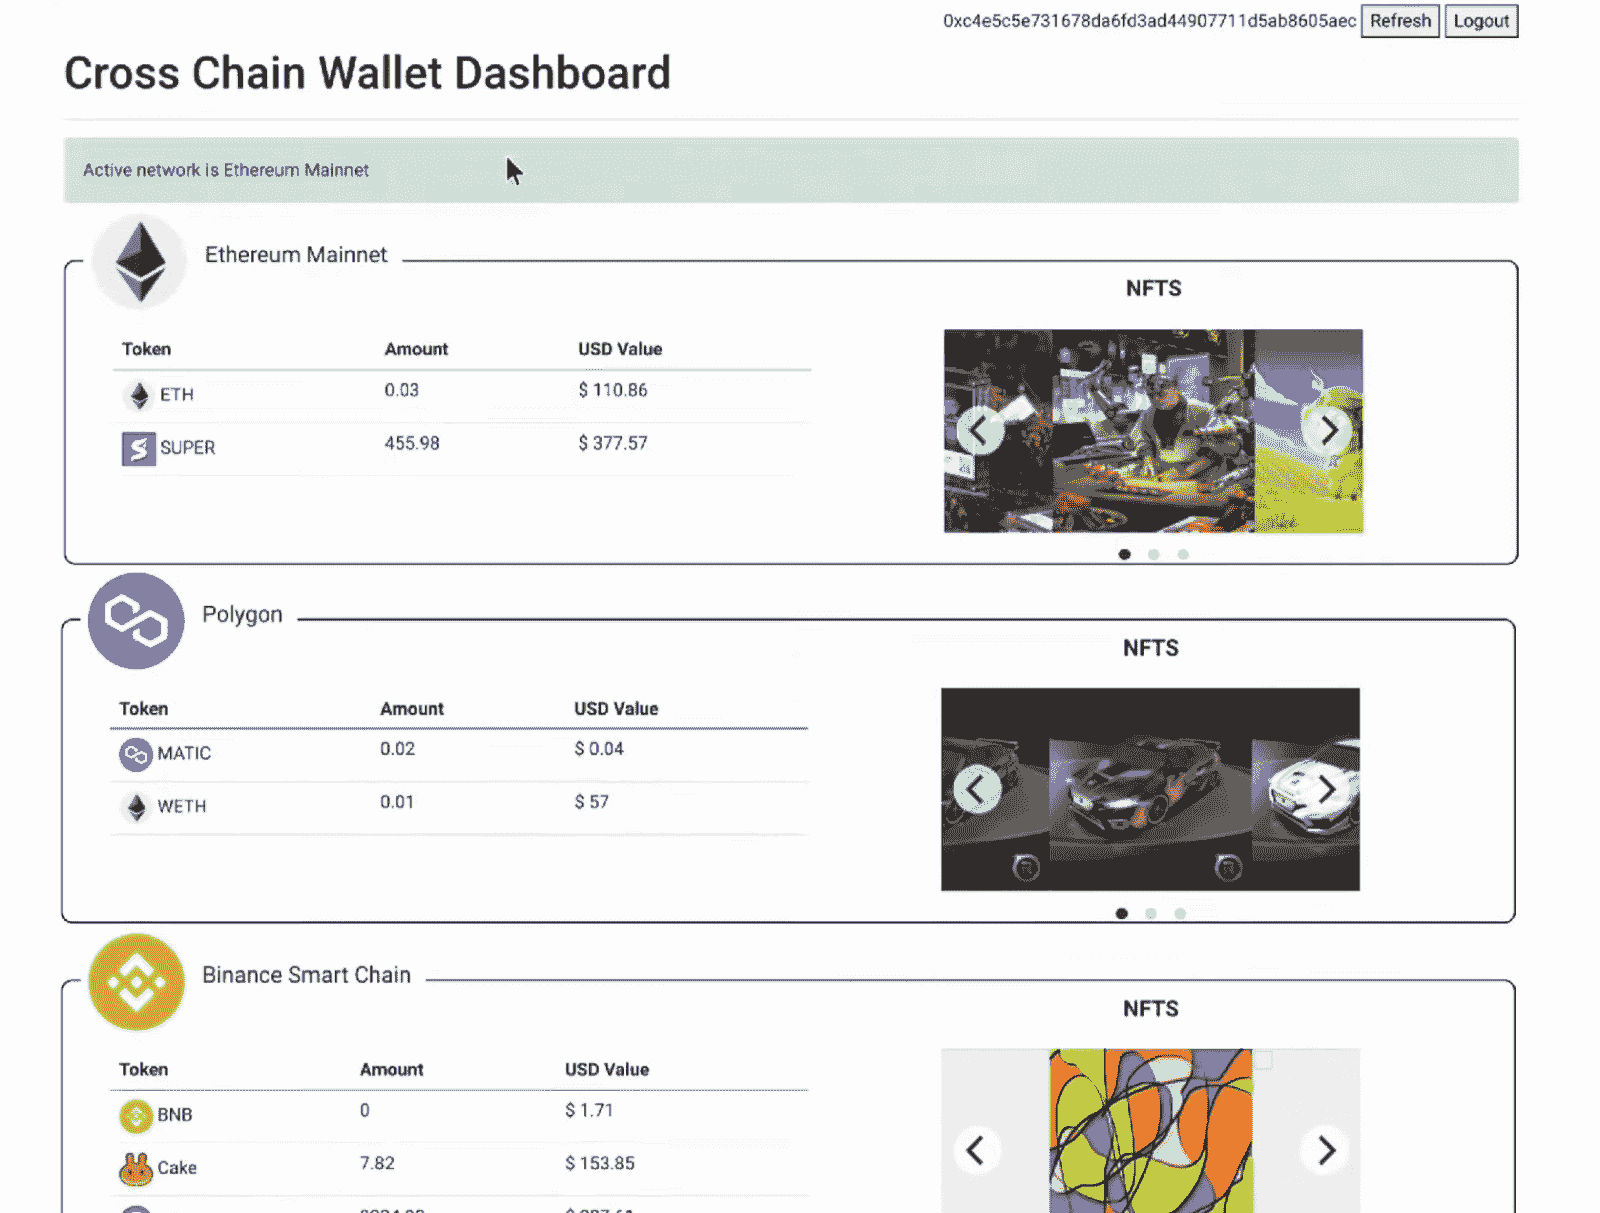 0xc4e5c5e731678da6fd3ad44907711d5ab8605aec Refresh Logout
Cross Chain Wallet Dashboard
Active network is Ethereum Mainnet
Ethereum Mainnet
NFTS
Token Amount USD Value
ETH 0.03 $ 110.86
SUPER 455.98 $ 377.57
Polygon
NFTS
Token Amount USD Value
MATIC 0.02 $ 0.04
WETH 0.01 $ 57
Binance Smart Chain
NFTS
Token Amount USD Value
BNB 0 $ 1.71
Cake 7.82 $ 153.85